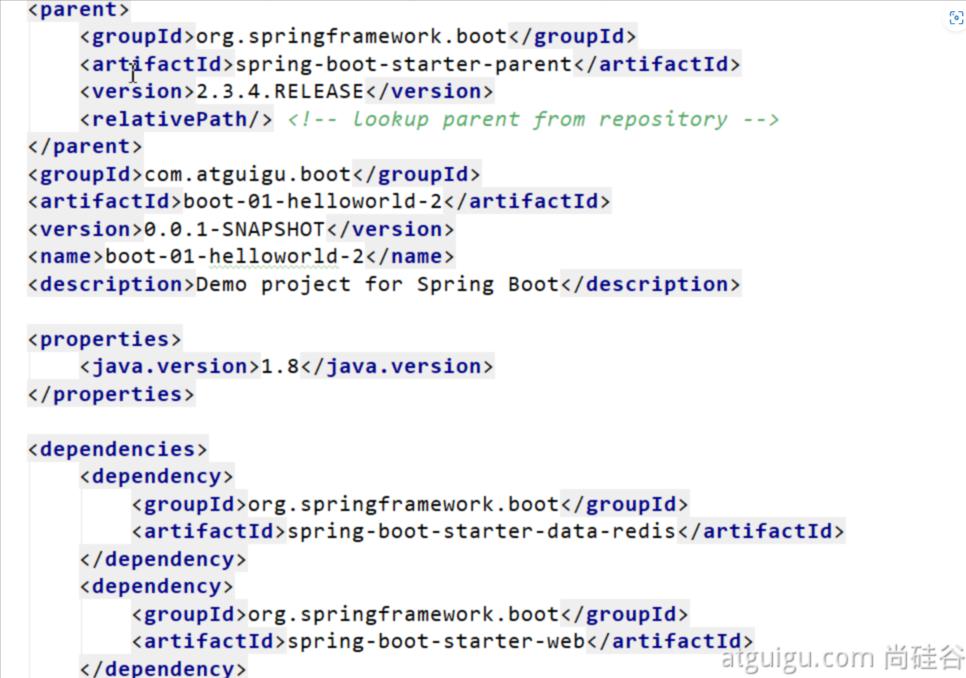 <parent>
    <groupId>org.springframework.boot</groupId>
    <artifactId>spring-boot-starter-parent</artifactId>
    <version>2.3.4.RELEASE</version>
    <relativePath/> <!-- lookup parent from repository -->
</parent>
<groupId>com.atguigu.boot</groupId>
<artifactId>boot-01-helloworld-2</artifactId>
<version>0.0.1-SNAPSHOT</version>
<name>boot-01-helloworld-2</name>
<description>Demo project for Spring Boot</description>

<properties>
    <java.version>1.8</java.version>
</properties>

<dependencies>
    <dependency>
        <groupId>org.springframework.boot</groupId>
        <artifactId>spring-boot-starter-data-redis</artifactId>
    </dependency>
    <dependency>
        <groupId>org.springframework.boot</groupId>
        <artifactId>spring-boot-starter-web</artifactId>
    </dependency>
atguigu.com 尚硅谷